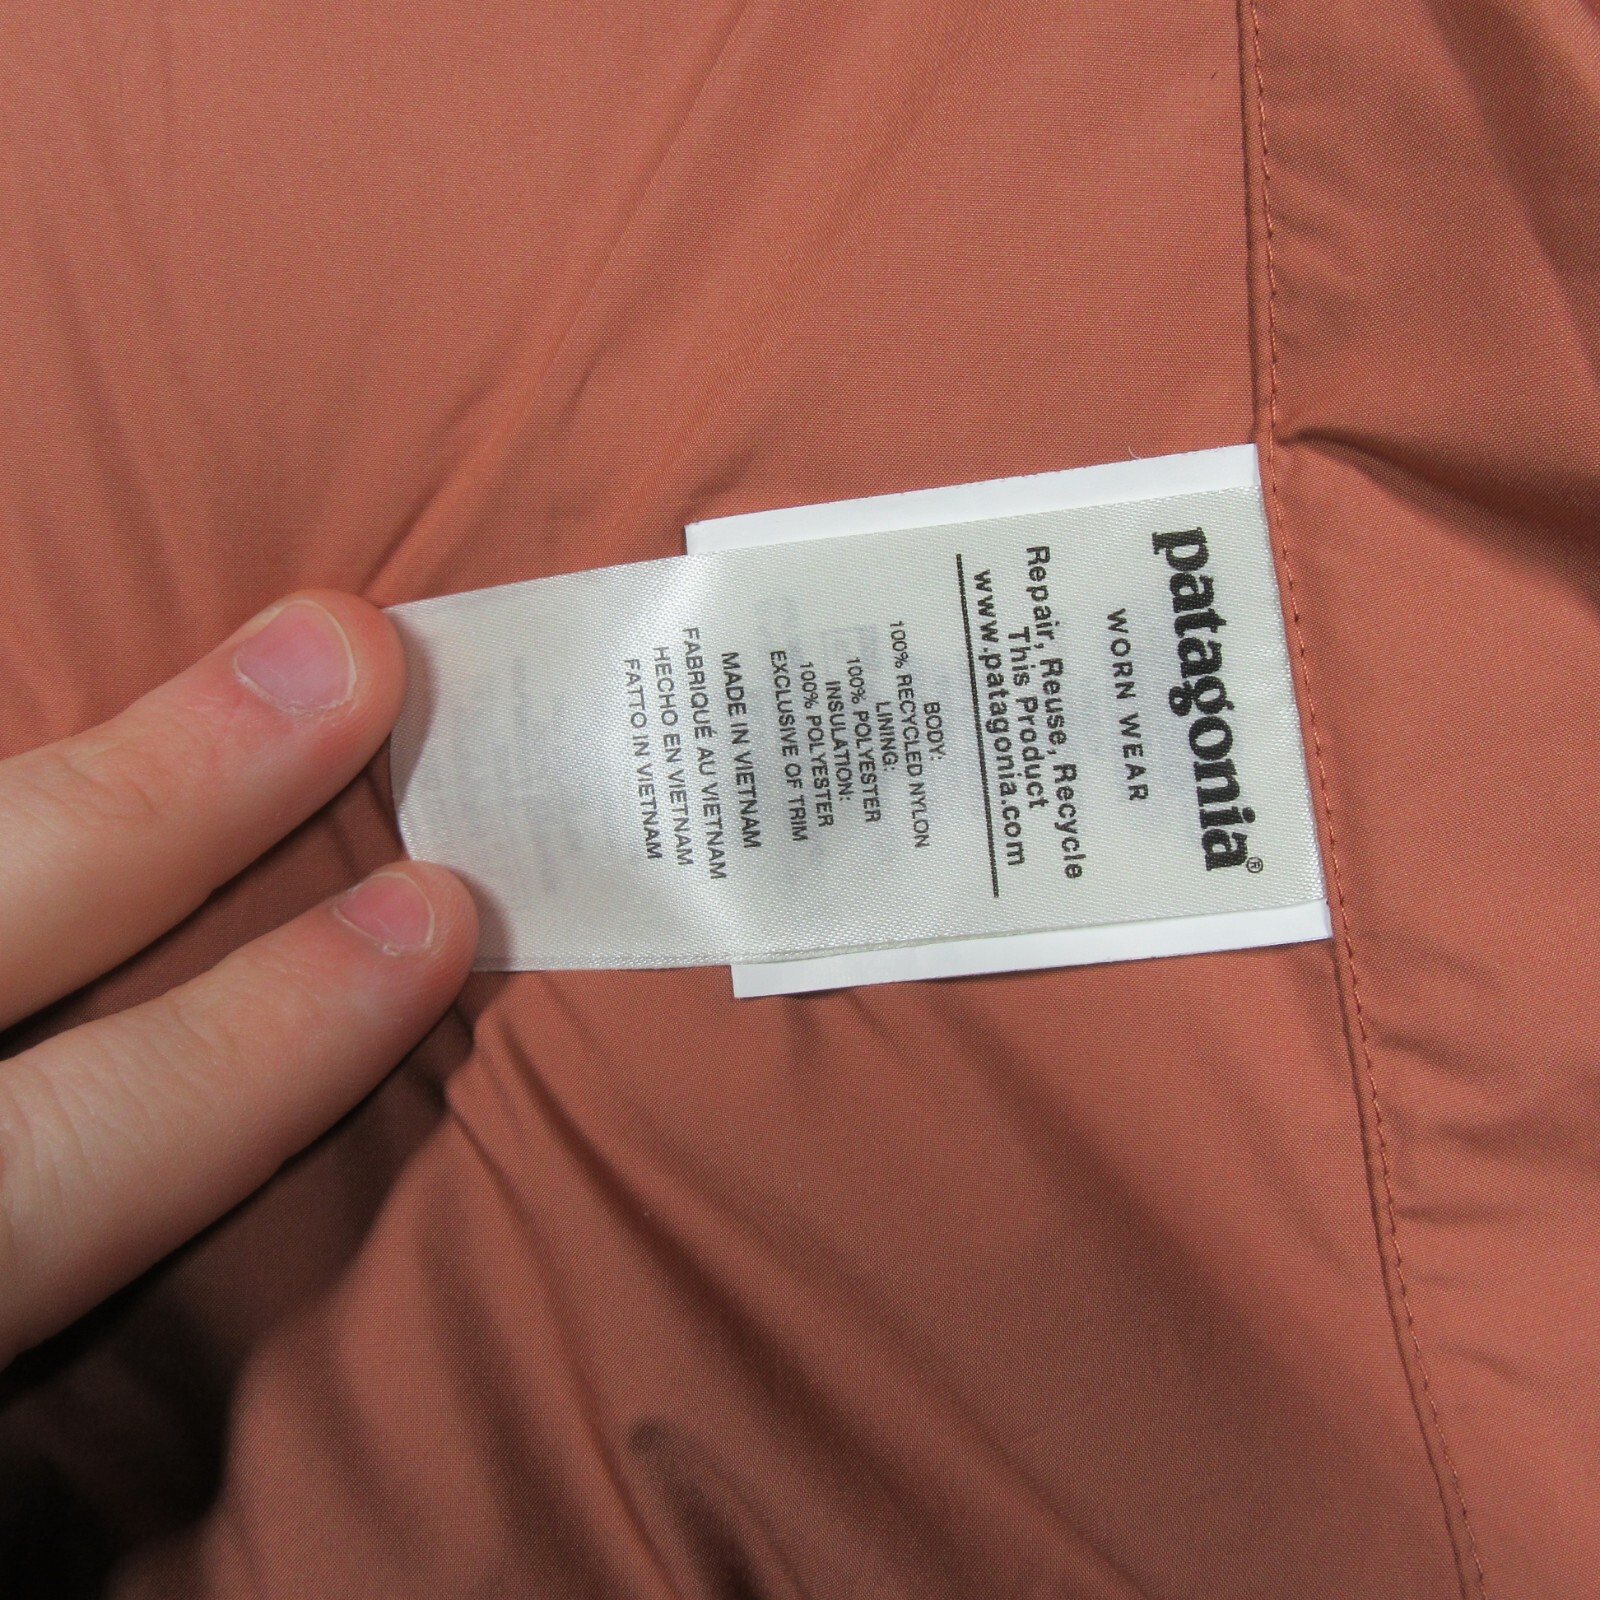 patagonia®
WORN WEAR
Repair, Reuse, Recycle
This Product
www.patagonia.com
BODY:
100% RECYCLED NYLON
LINING:
100% POLYESTER
INSULATION:
100% POLYESTER
EXCLUSIVE OF TRIM
MADE IN VIETNAM
FABRIQUÉ AU VIETNAM
HECHO EN VIETNAM
FATTO IN VIETNAM